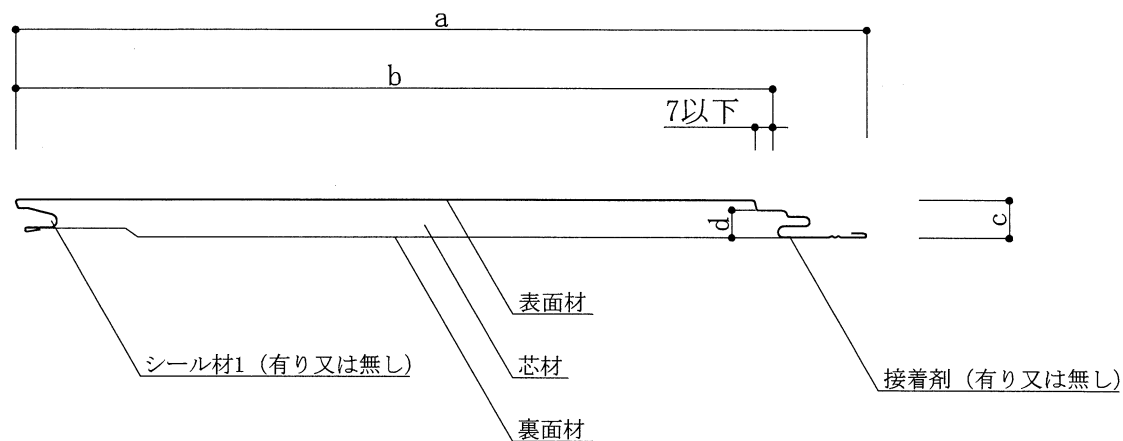 a
b
7以下
d
c
表面材
シール材1 (有り又は無し)
芯材
接着剤 (有り又は無し)
裏面材